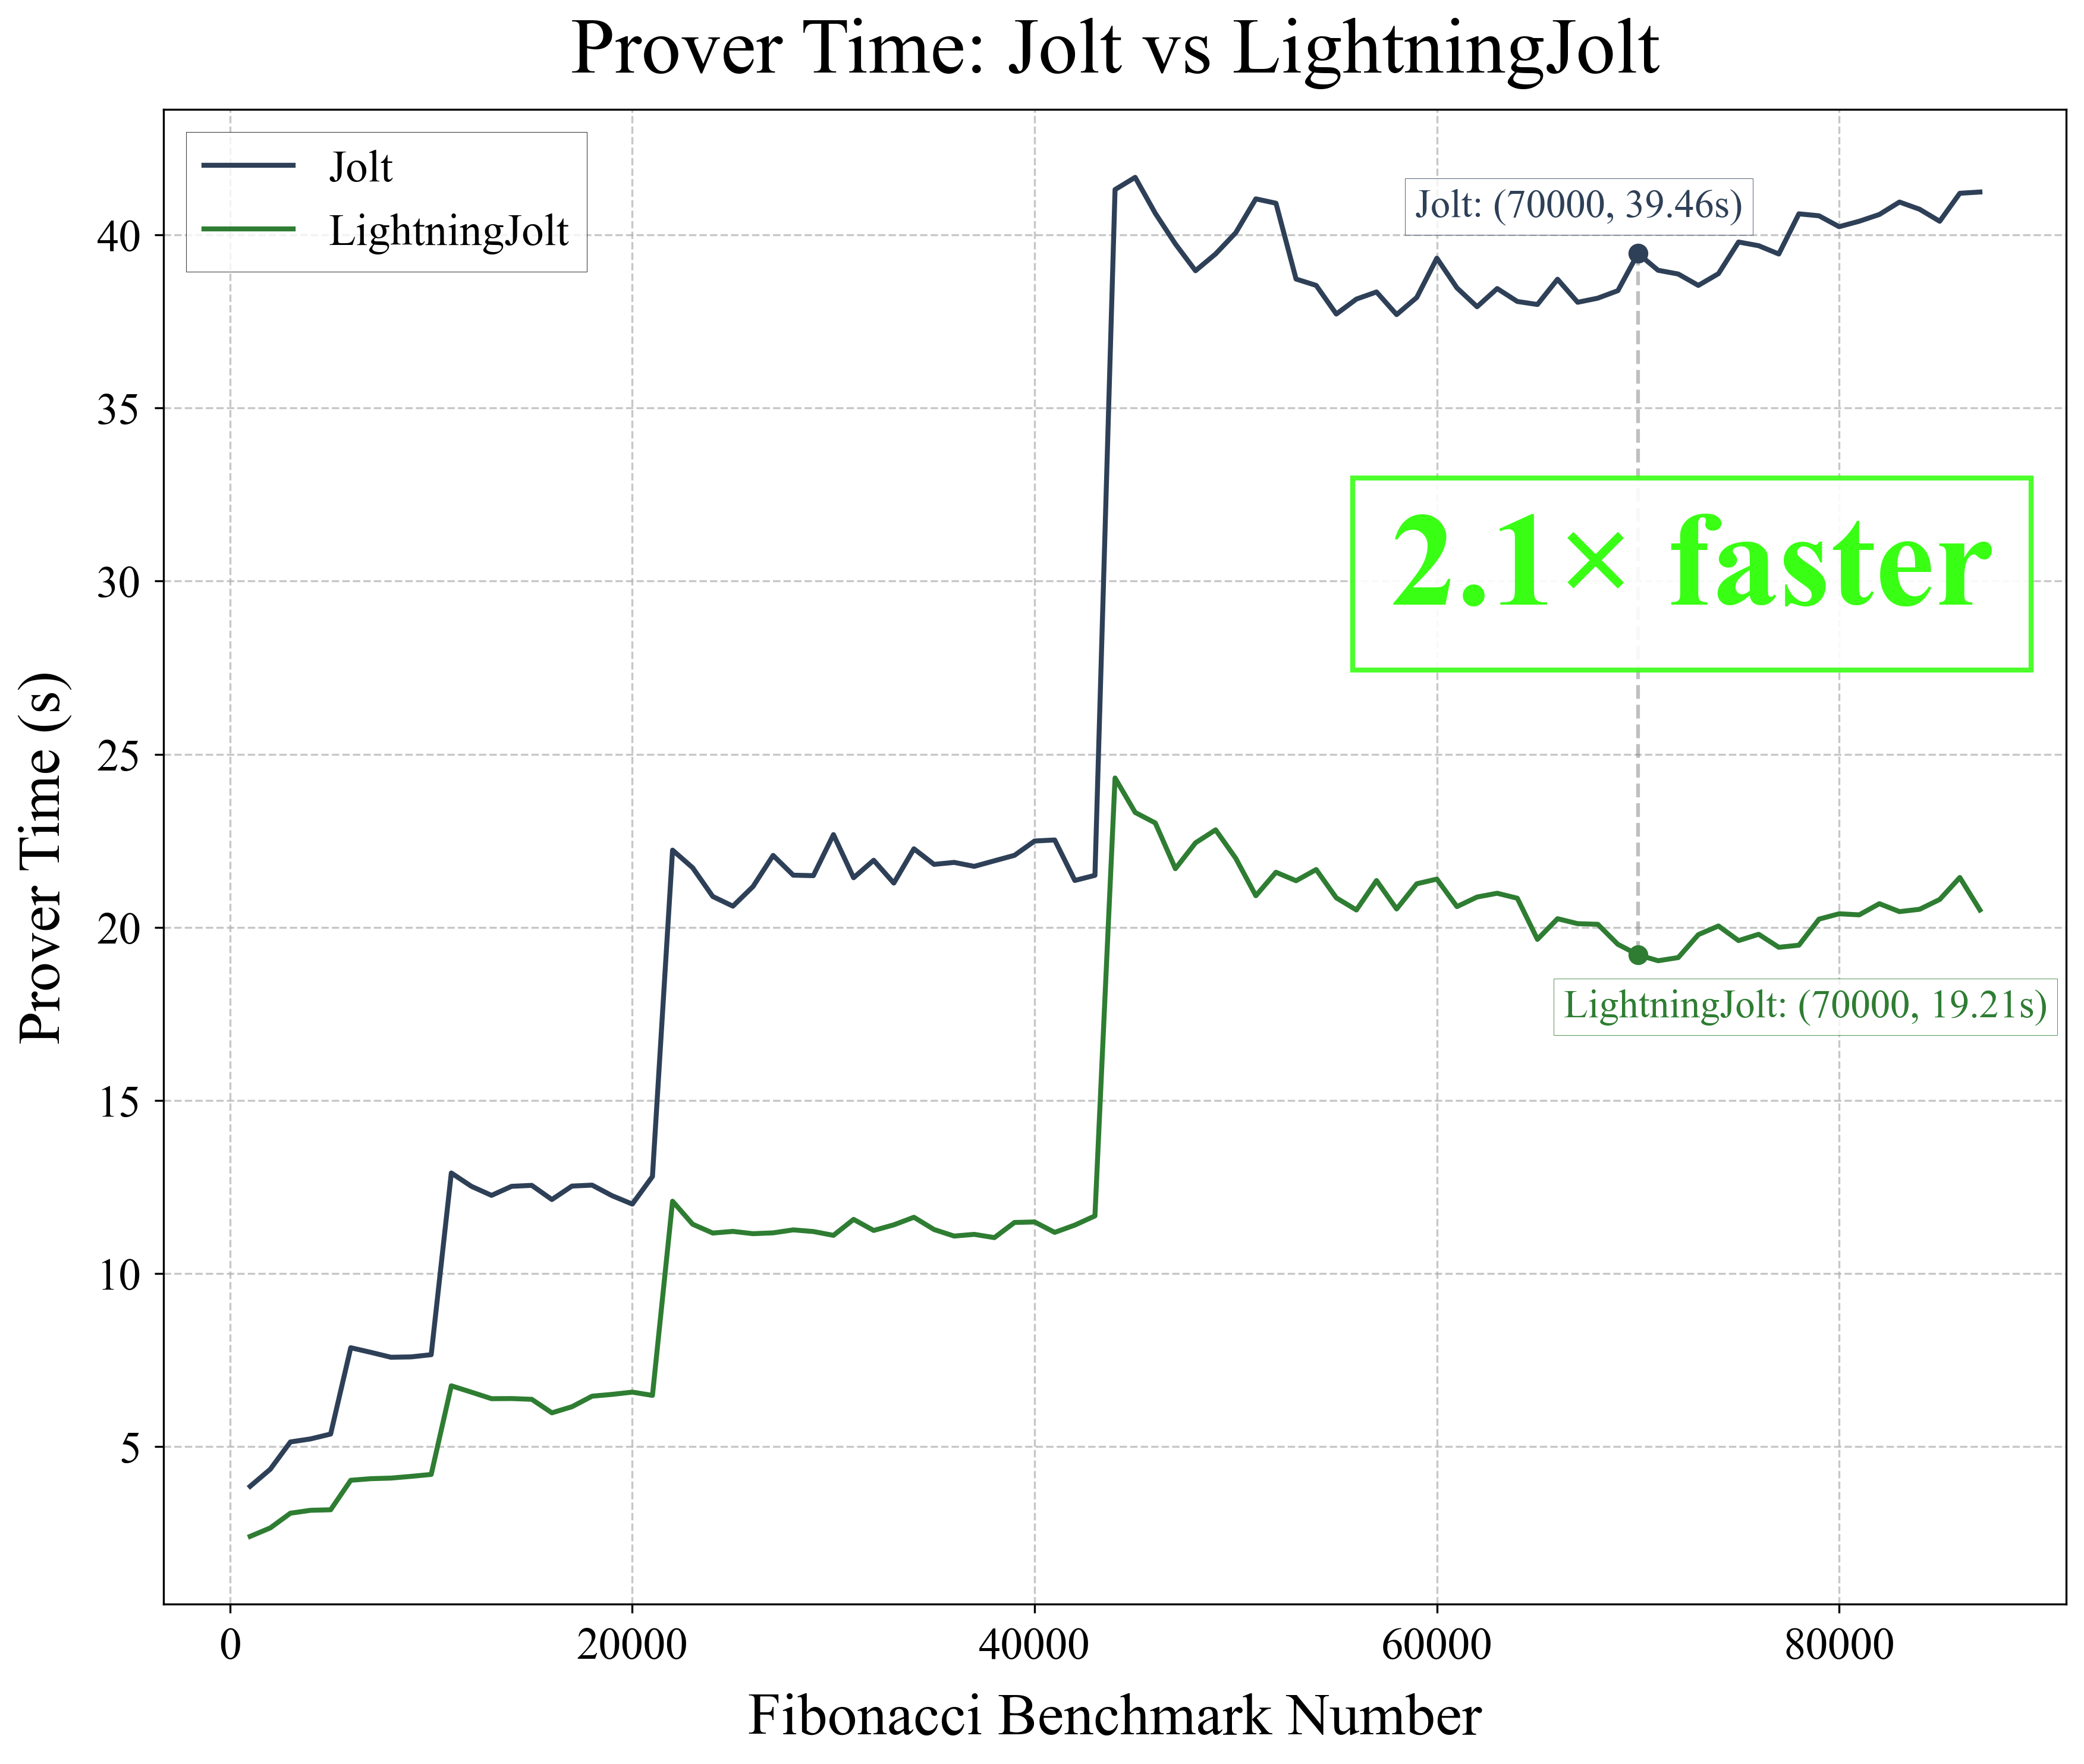 Prover Time: Jolt vs LightningJolt
Jolt
LightningJolt
Jolt: (70000, 39.46s)
2.1× faster
LightningJolt: (70000, 19.21s)
Prover Time (s)
40
35
30
25
20
15
10
5
0
20000
40000
60000
80000
Fibonacci Benchmark Number